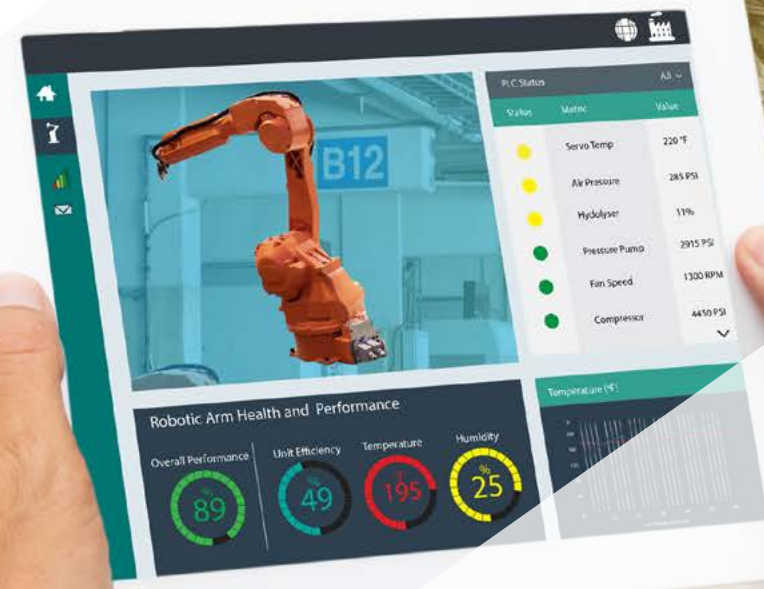 B12
PLC Status
All
Status Metric Value
Servo Temp 220 °F
Air Pressure 285 PSI
Hydolyser 11%
Pressure Pump 2915 PSI
Fan Speed 1300 RPM
Compressor 4450 PSI
Robotic Arm Health and Performance
Overall Performance
Unit Efficiency
Temperature
Humidity
%
89
%
49
195
%
25
Temperature (°F)